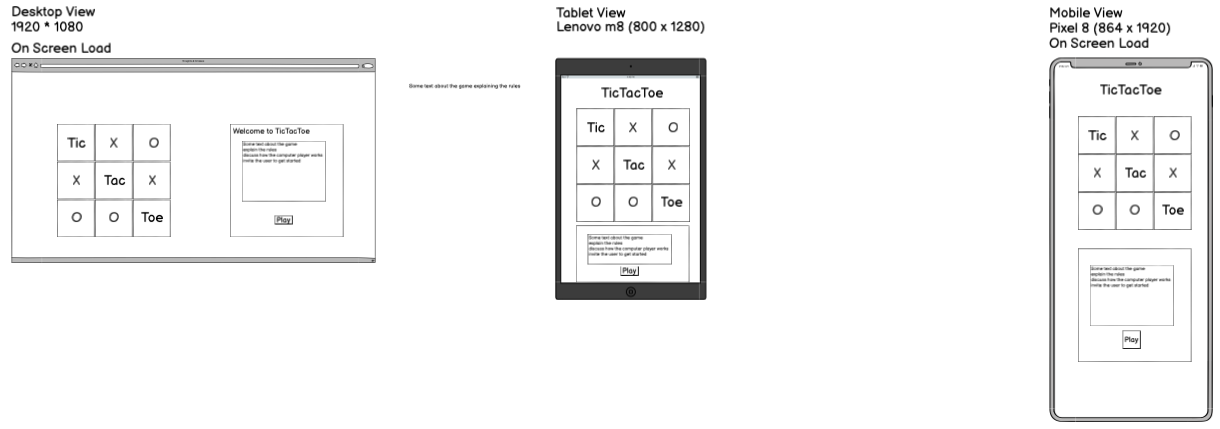 Desktop View
1920 * 1080
On Screen Load
Tic X O
X Tac X
O O Toe
Welcome to TicTacToe
Some text about the game
explain the rules
discuss how the computer player works
invite the user to get started
Play
Some text about the game explaining the rules
Tablet View
Lenovo m8 (800 x 1280)
TicTacToe
Tic X O
X Tac X
O O Toe
Some text about the game
explain the rules
discuss how the computer player works
invite the user to get started
Play
Mobile View
Pixel 8 (864 x 1920)
On Screen Load
TicTacToe
Tic X O
X Tac X
O O Toe
Some text about the game
explain the rules
discuss how the computer player works
invite the user to get started
Play